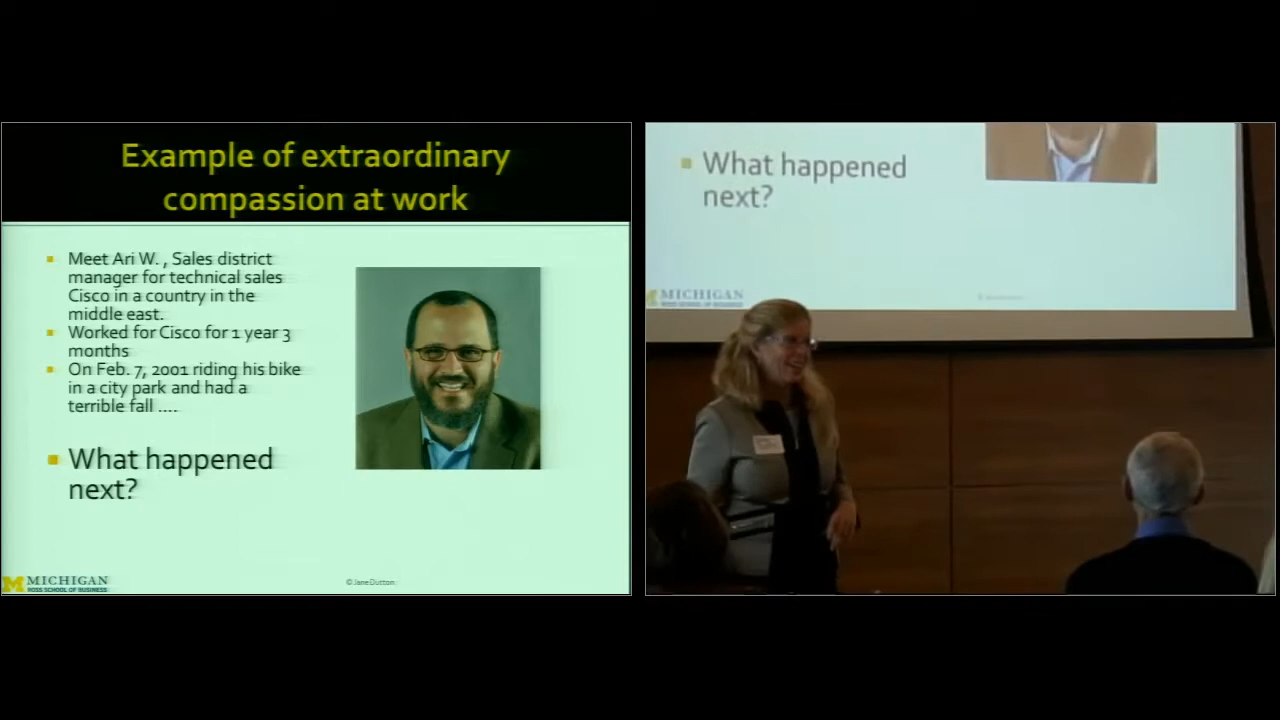 Example of extraordinary
compassion at work
Meet Ari W. , Sales district
manager for technical sales
Cisco in a country in the
middle east.
Worked for Cisco for 1 year 3
months
On Feb. 7, 2001 riding his bike
in a city park and had a
terrible fall ....
What happened
next?
M MICHIGAN
ROSS SCHOOL OF BUSINESS
© Jane Dutton
What happened
next?
MICHIGAN
ROSS SCHOOL OF BUSINESS